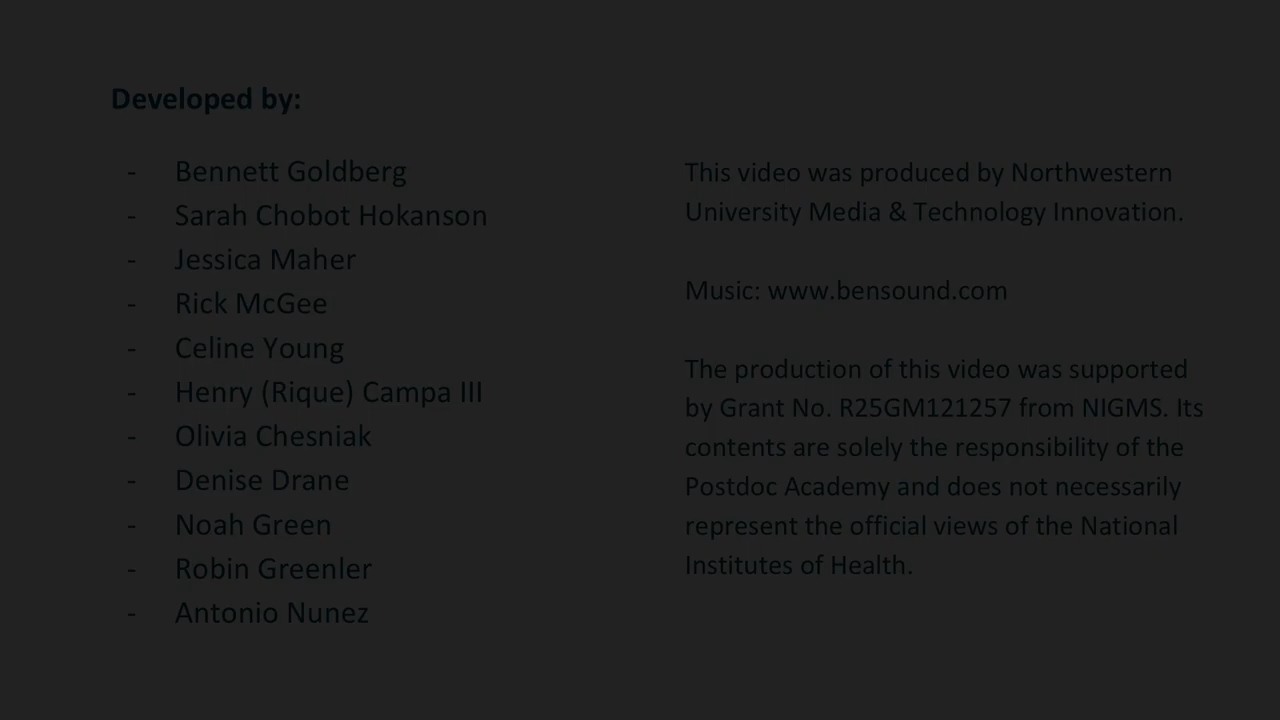 Developed by:
- Bennett Goldberg
- Sarah Chobot Hokanson
- Jessica Maher
- Rick McGee
- Celine Young
- Henry (Rique) Campa III
- Olivia Chesniak
- Denise Drane
- Noah Green
- Robin Greenler
- Antonio Nunez
This video was produced by Northwestern
University Media & Technology Innovation.
Music: www.bensound.com
The production of this video was supported
by Grant No. R25GM121257 from NIGMS. Its
contents are solely the responsibility of the
Postdoc Academy and does not necessarily
represent the official views of the National
Institutes of Health.